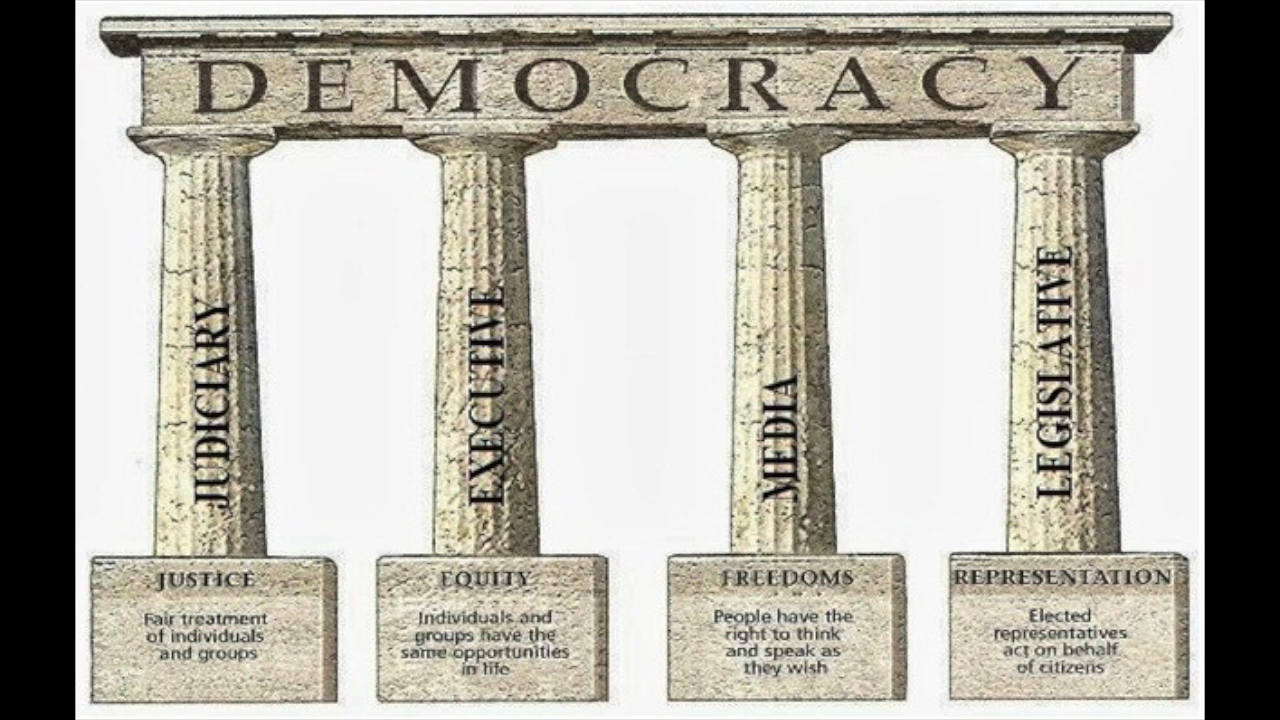 DEMOCRACY
JUDICIARY
EXECUTIVE
MEDIA
LEGISLATIVE
JUSTICE
Fair treatment
of individuals
and groups
EQUITY
Individuals and
groups have the
same opportunities
in life
FREEDOMS
People have the
right to think
and speak as
they wish
REPRESENTATION
Elected
representatives
act on behalf
of citizens